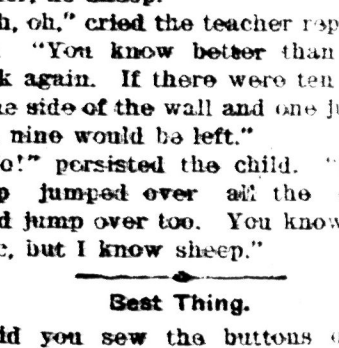 h, oh," cried the teacher rep
"You know better than
k again. If there were ten
side of the wall and one j
nine would be left."
o!" persisted the child.
p jumped over all the
d jump over too. You know
c, but I know sheep."
Best Thing.
id you sew the buttons